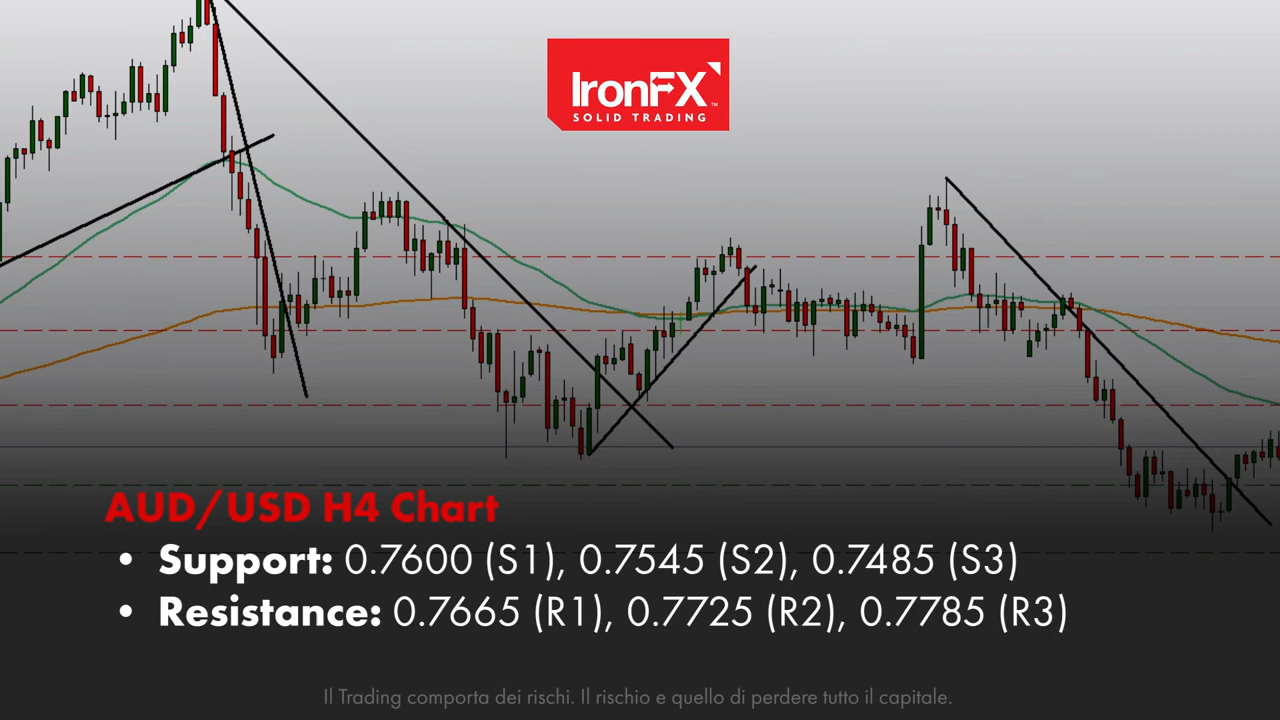 IronFX
SOLID TRADING
AUD/USD H4 Chart
• Support: 0.7600 (S1), 0.7545 (S2), 0.7485 (S3)
• Resistance: 0.7665 (R1), 0.7725 (R2), 0.7785 (R3)
Il Trading comporta dei rischi. Il rischio e quello di perdere tutto il capitale.